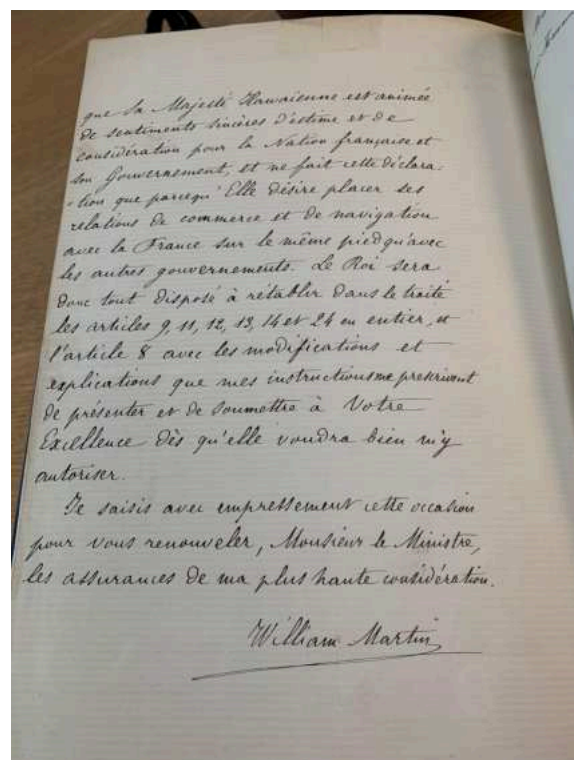 que Sa Majesté Hawaïenne est animée
de sentiments sincères d'estime et de
considération pour la Nation française et
son Gouvernement, et ne fait cette déclara-
-tion que parcequ'Elle désire placer ses
relations de commerce et de navigation
avec la France sur le même pied qu'avec
les autres gouvernements. Le Roi sera
donc tout disposé à rétablir dans le traité
les articles 9, 11, 12, 13, 14 et 24 en entier, et
l'article 8 avec les modifications et
explications que mes instructions me prescrivent
de présenter et de soumettre à Votre
Excellence dès qu'elle voudra bien m'y
autoriser.
Je saisis avec empressement cette occasion
pour vous renouveler, Monsieur le Ministre,
les assurances de ma plus haute considération.
William Martin